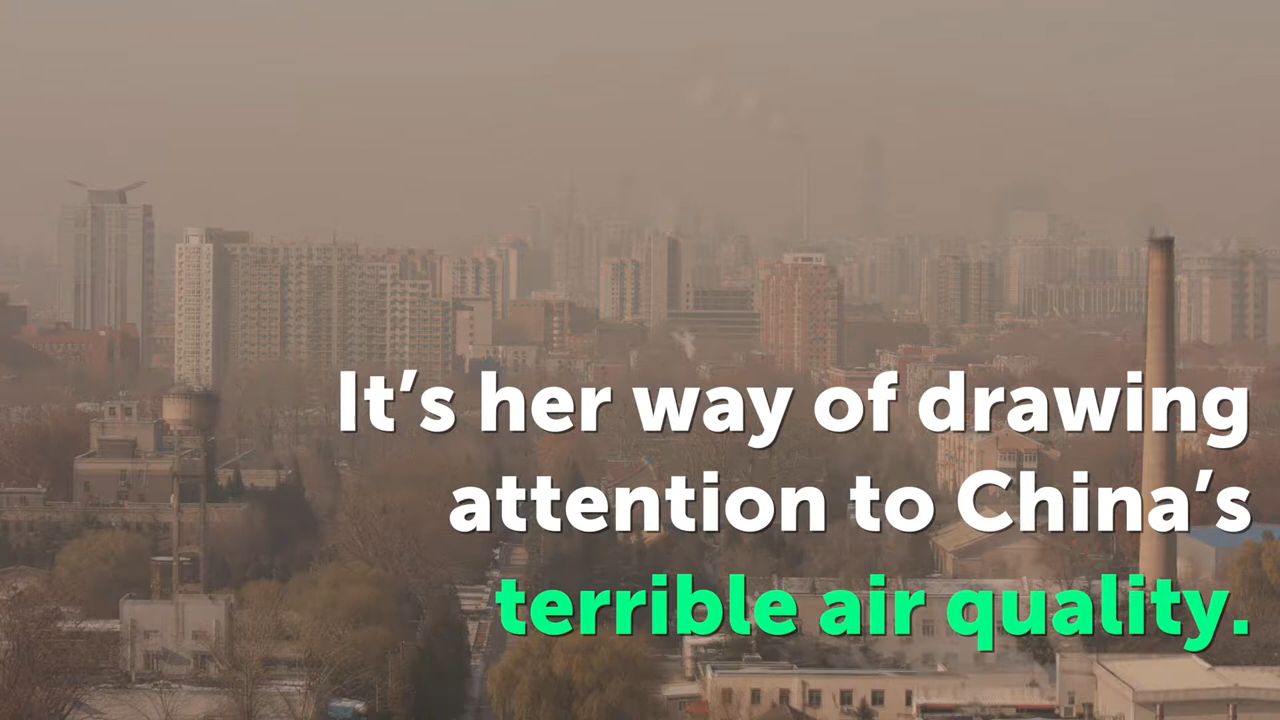 It’s her way of drawing
attention to China’s
terrible air quality.